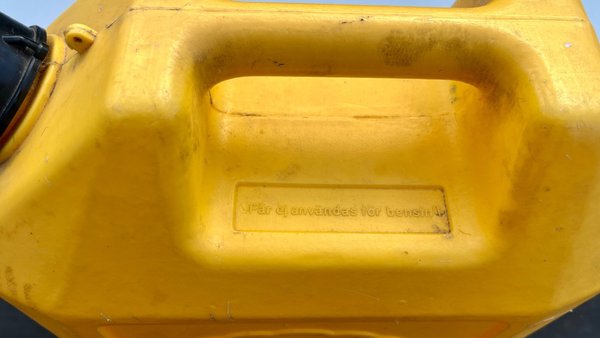 Får ej användas för bensin